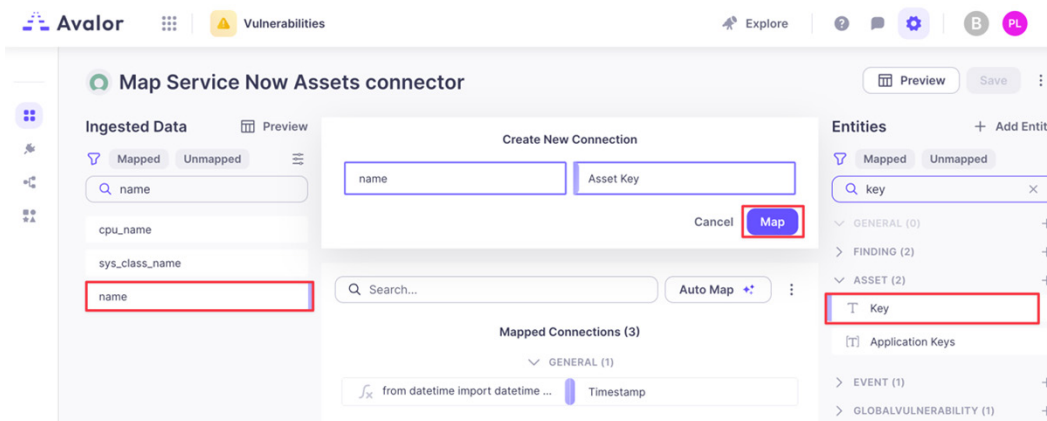 Avalor
Vulnerabilities
Explore
B
PL
Map Service Now Assets connector
Preview
Save
Ingested Data
Preview
Mapped
Unmapped
name
cpu_name
sys_class_name
name
Create New Connection
name
Asset Key
Cancel
Map
Search...
Auto Map
Mapped Connections (3)
GENERAL (1)
from datetime import datetime ...
Timestamp
Entities
+ Add Entit
Mapped
Unmapped
key
GENERAL (0)
FINDING (2)
ASSET (2)
T Key
[T] Application Keys
EVENT (1)
GLOBALVULNERABILITY (1)